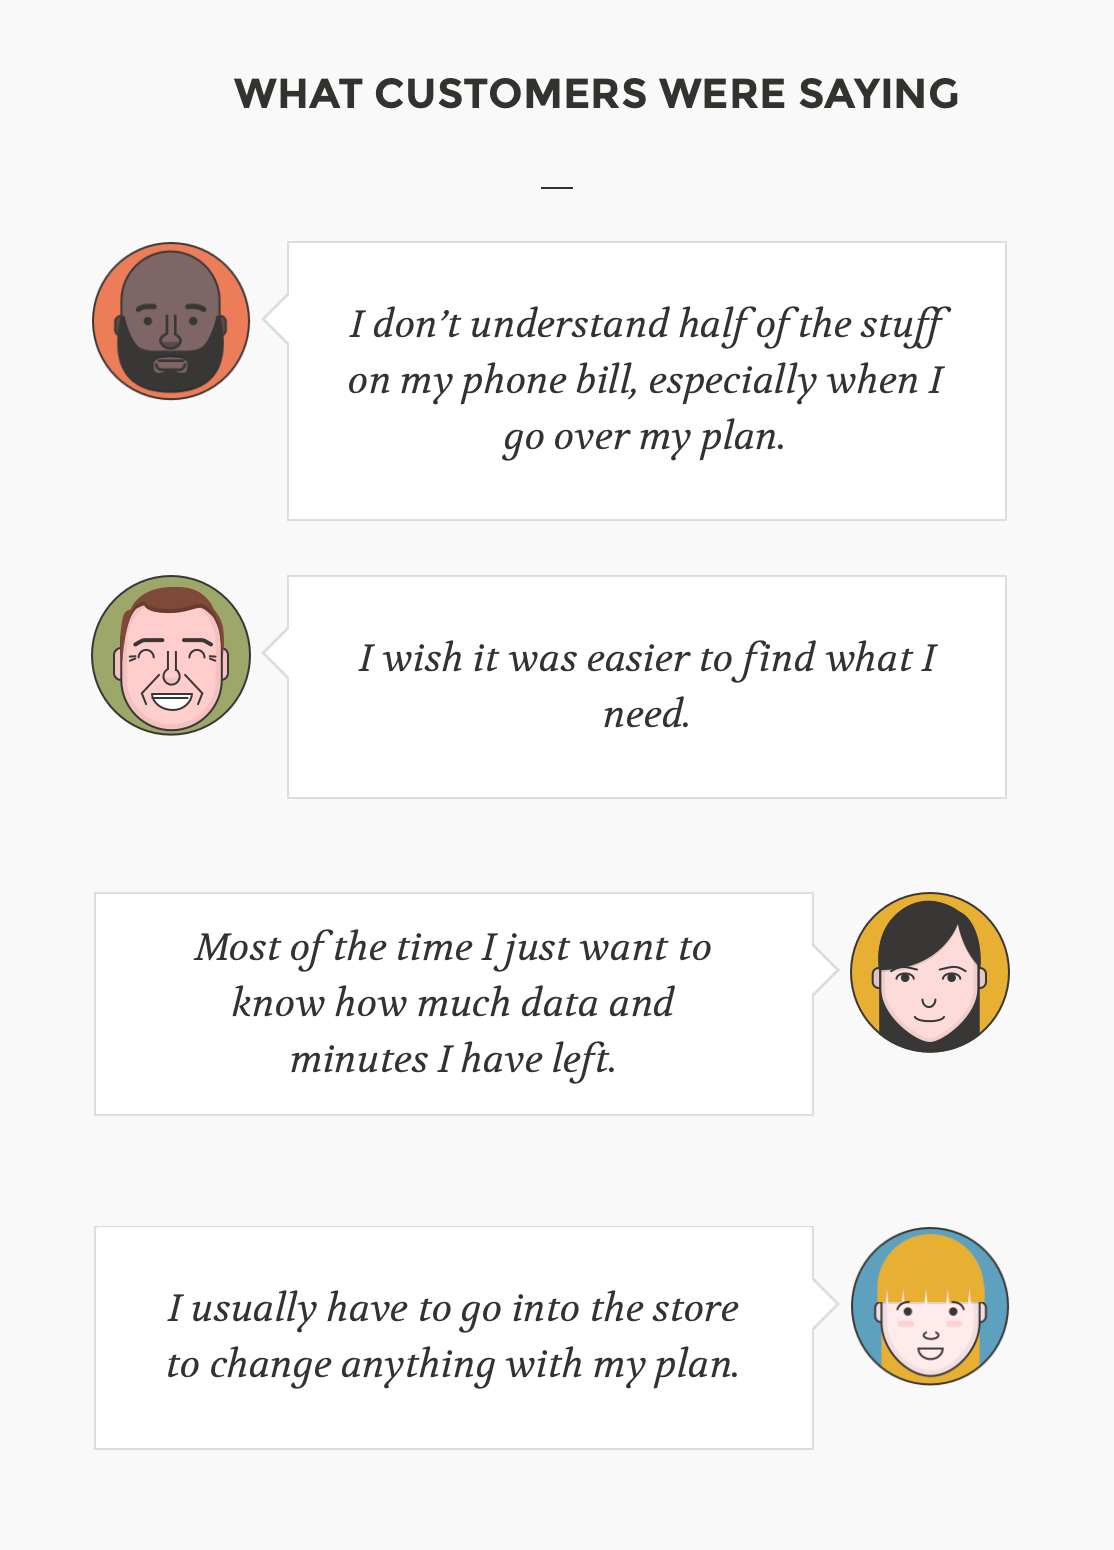 WHAT CUSTOMERS WERE SAYING
I don’t understand half of the stuff
on my phone bill, especially when I
go over my plan.
I wish it was easier to find what I
need.
Most of the time I just want to
know how much data and
minutes I have left.
I usually have to go into the store
to change anything with my plan.